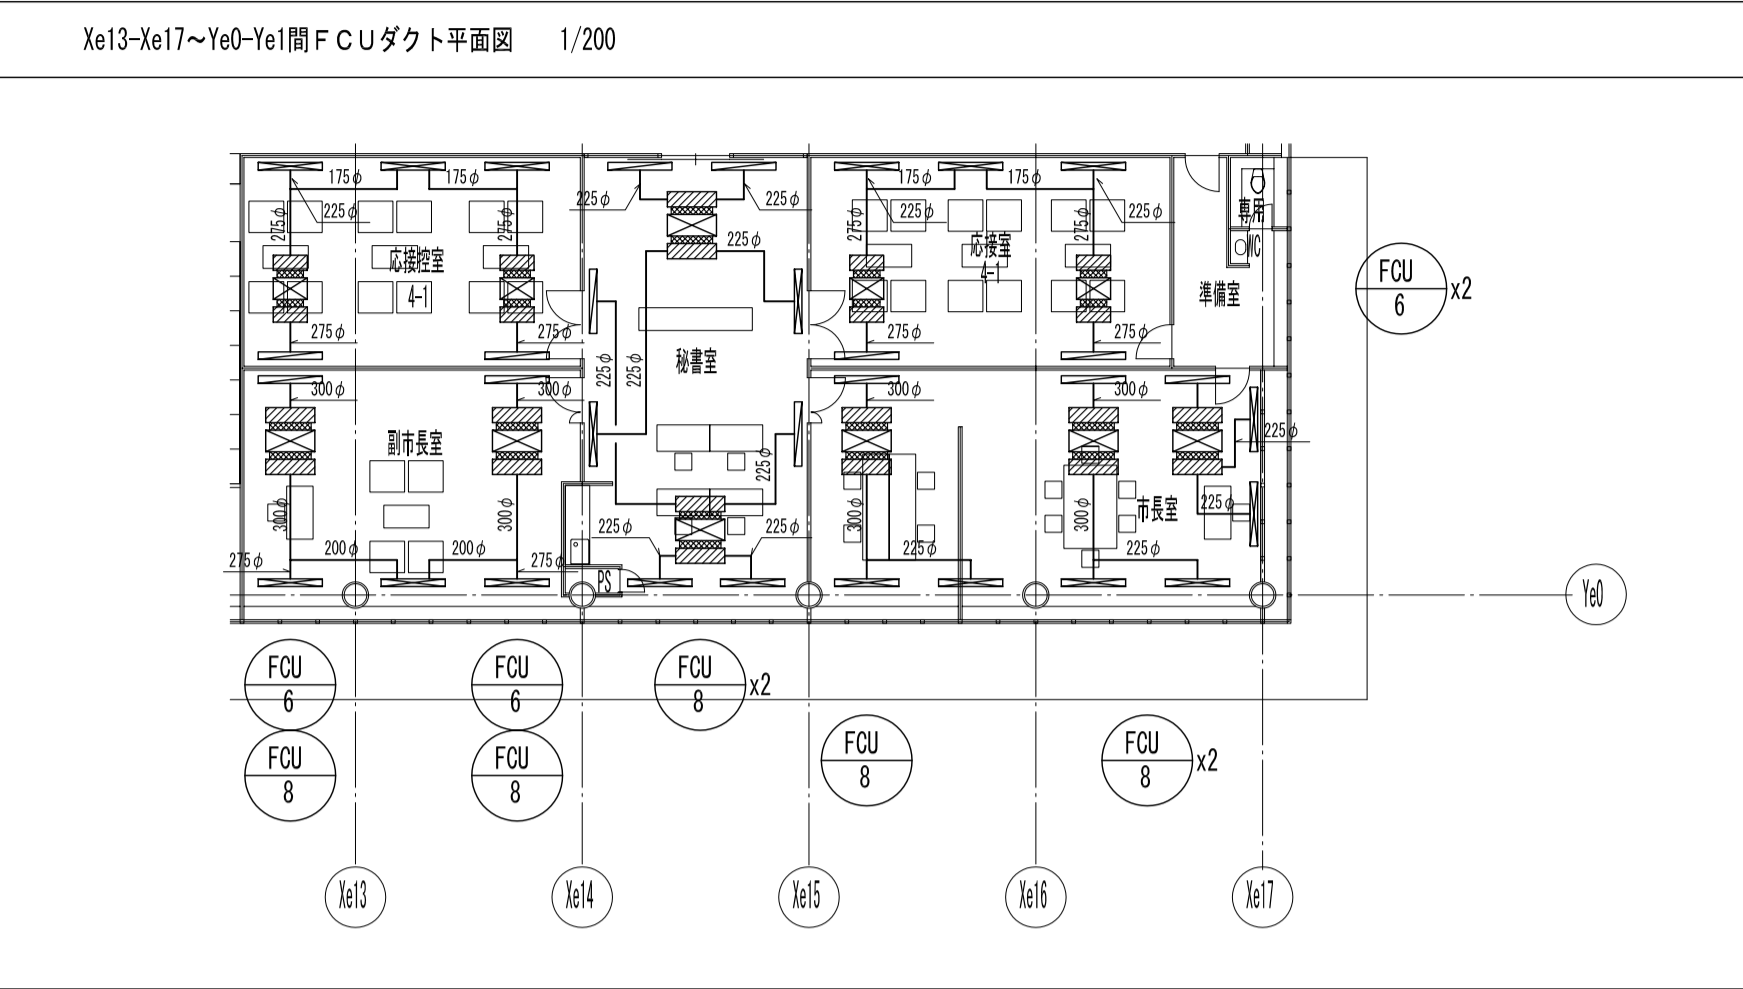 Xe13-Xe17～Ye0-Ye1間ＦＣＵダクト平面図　1/200
175φ 175φ 175φ 175φ
225φ 225φ 225φ 225φ 225φ
275φ 275φ 225φ 275φ 275φ
専用
WC
応接控室
4-1
応接室
4-1
準備室
FCU
6
x2
275φ 275φ 275φ 275φ
225φ 225φ
秘書室
300φ 300φ 300φ 300φ
副市長室
225φ
225φ
300φ 300φ 300φ 300φ
市長室
225φ
225φ 225φ
200φ 200φ 225φ 225φ
275φ 275φ
PS
Ye0
FCU
6
FCU
6
FCU
8
x2
FCU
8
FCU
8
FCU
8
FCU
8
x2
Xe13
Xe14
Xe15
Xe16
Xe17